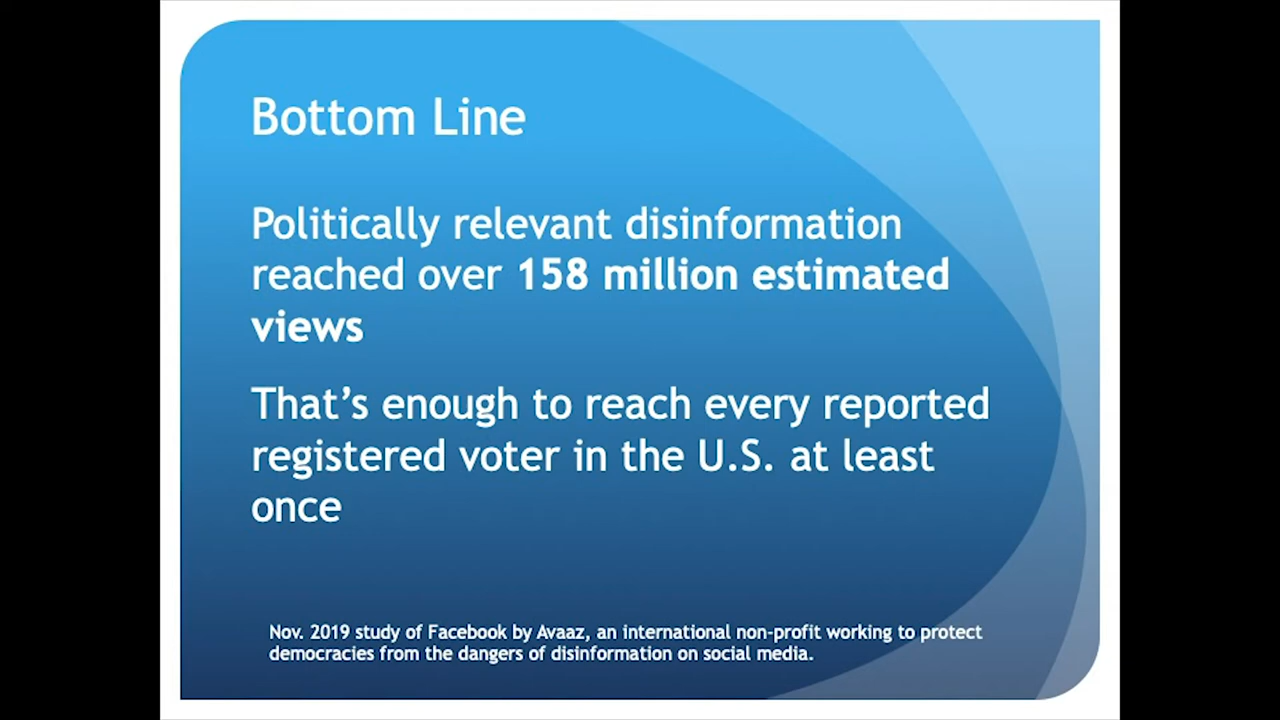 Bottom Line
Politically relevant disinformation
reached over 158 million estimated
views
That's enough to reach every reported
registered voter in the U.S. at least
once
Nov. 2019 study of Facebook by Avaaz, an international non-profit working to protect
democracies from the dangers of disinformation on social media.